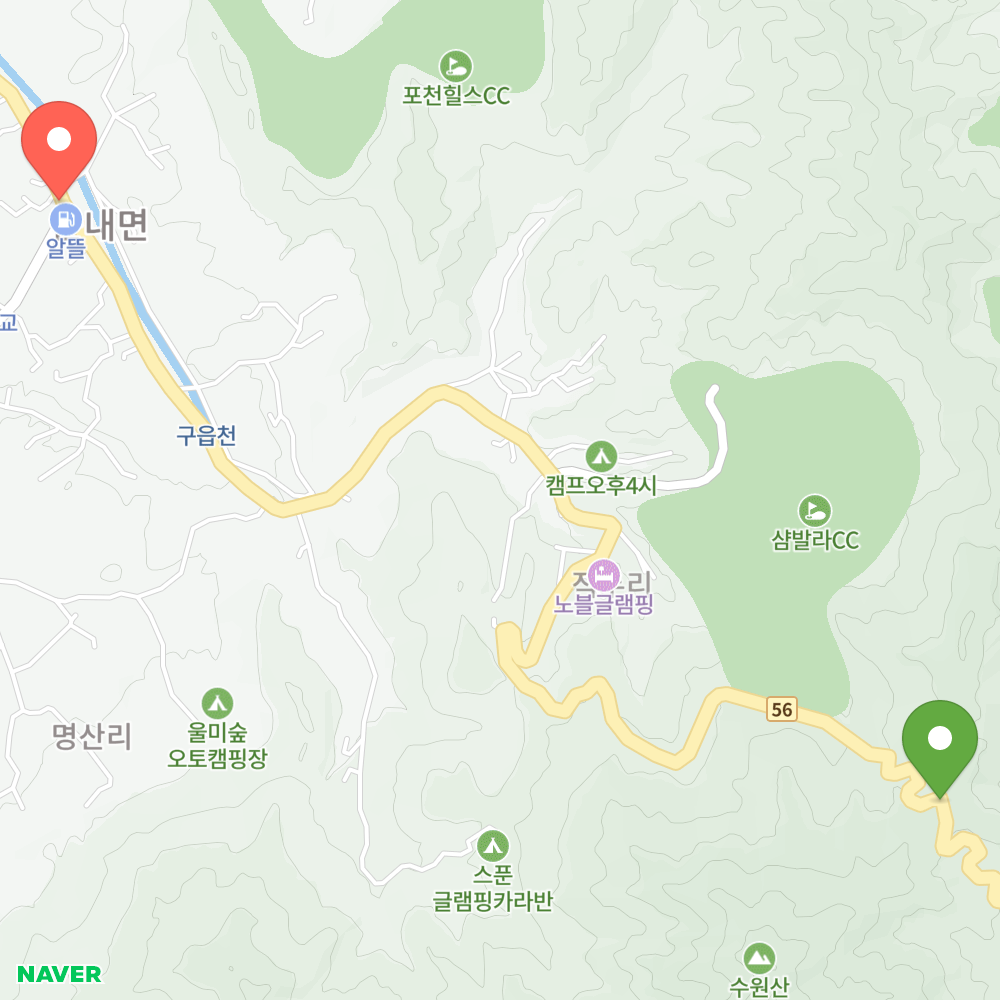 포천힐스CC
내면
알뜰
교
구읍천
캠프오후4시
샴발라CC
리
노블글램핑
56
울미숲
오토캠핑장
명산리
스푼
글램핑카라반
수원산
NAVER